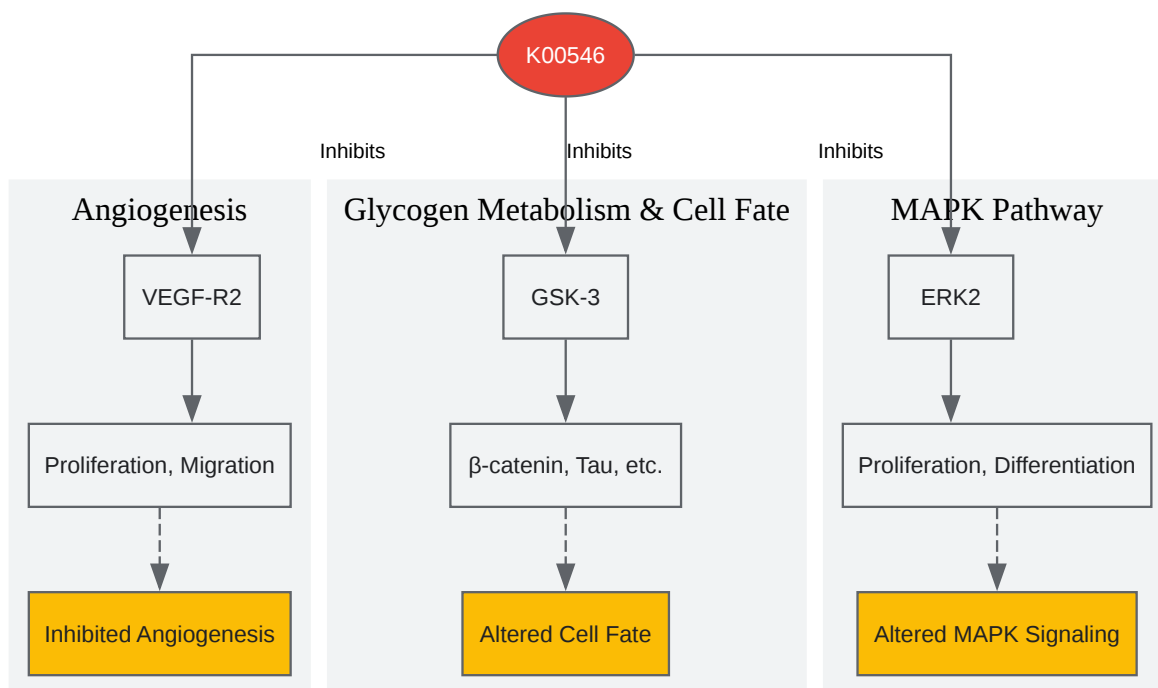 K00546
Inhibits
Inhibits
Inhibits
Angiogenesis
Glycogen Metabolism & Cell Fate
MAPK Pathway
VEGF-R2
GSK-3
ERK2
Proliferation, Migration
β-catenin, Tau, etc.
Proliferation, Differentiation
Inhibited Angiogenesis
Altered Cell Fate
Altered MAPK Signaling